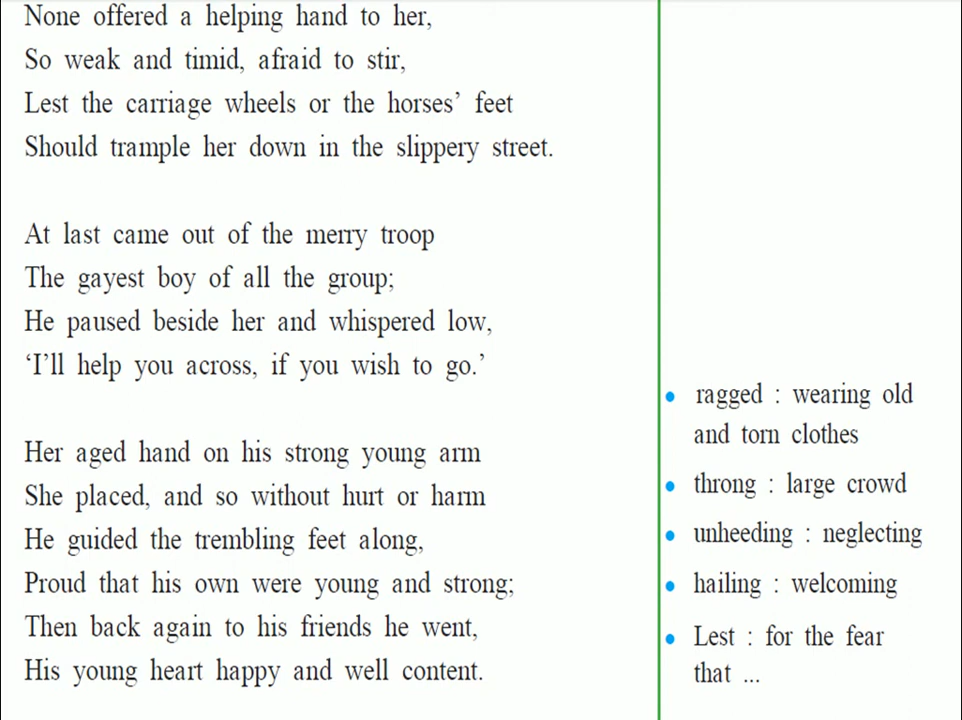 None offered a helping hand to her,
So weak and timid, afraid to stir,
Lest the carriage wheels or the horses’ feet
Should trample her down in the slippery street.
At last came out of the merry troop
The gayest boy of all the group;
He paused beside her and whispered low,
‘I’ll help you across, if you wish to go.’
Her aged hand on his strong young arm
She placed, and so without hurt or harm
He guided the trembling feet along,
Proud that his own were young and strong;
Then back again to his friends he went,
His young heart happy and well content.
• ragged : wearing old
and torn clothes
• throng : large crowd
• unheeding : neglecting
• hailing : welcoming
• Lest : for the fear
that ...